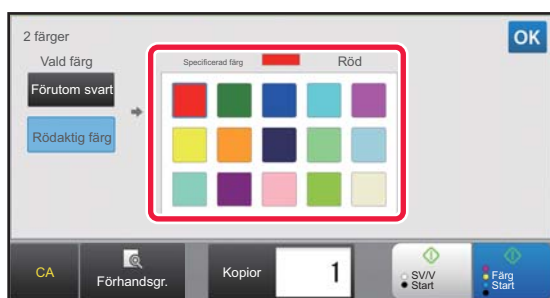 2 färger
OK
Vald färg
Specificerad färg
Röd
Förutom svart
Rödaktig färg
CA
Förhandsgr.
Kopior
1
SV/V
Start
Färg
Start